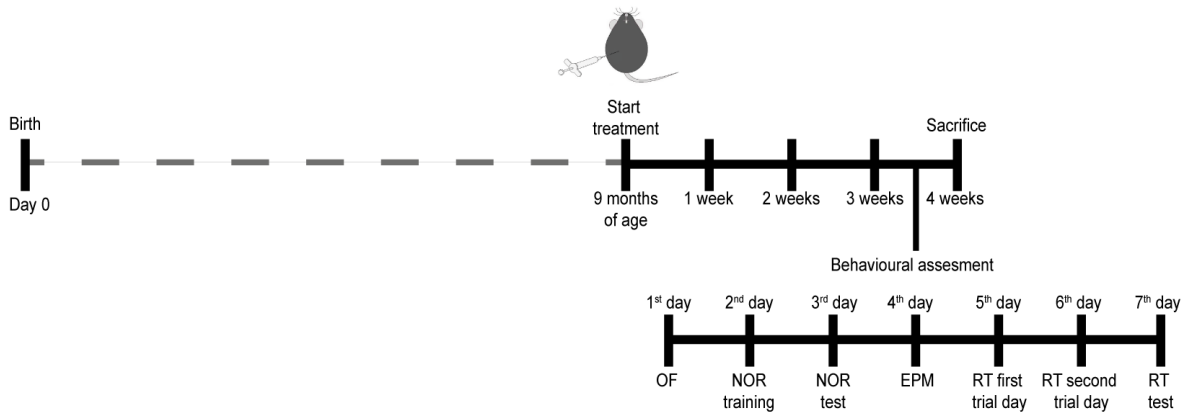 Start
treatment
Birth
Sacrifice
Day 0
9 months
of age
1 week
2 weeks
3 weeks
4 weeks
Behavioural assesment
1st day
2nd day
3rd day
4th day
5th day
6th day
7th day
OF
NOR
training
NOR
test
EPM
RT first
trial day
RT second
trial day
RT
test